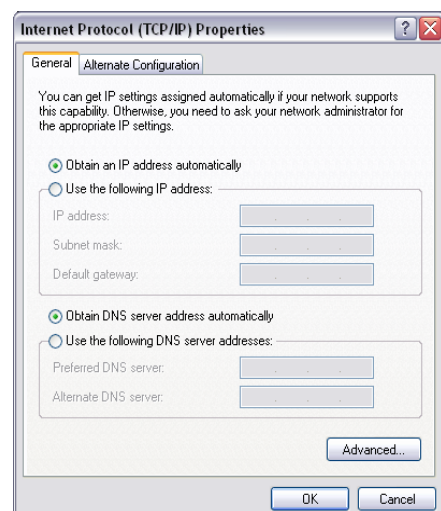 Internet Protocol (TCP/IP) Properties
General
Alternate Configuration
You can get IP settings assigned automatically if your network supports
this capability. Otherwise, you need to ask your network administrator for
the appropriate IP settings.
Obtain an IP address automatically
Use the following IP address:
IP address:
Subnet mask:
Default gateway:
Obtain DNS server address automatically
Use the following DNS server addresses:
Preferred DNS server:
Alternate DNS server:
Advanced...
OK
Cancel